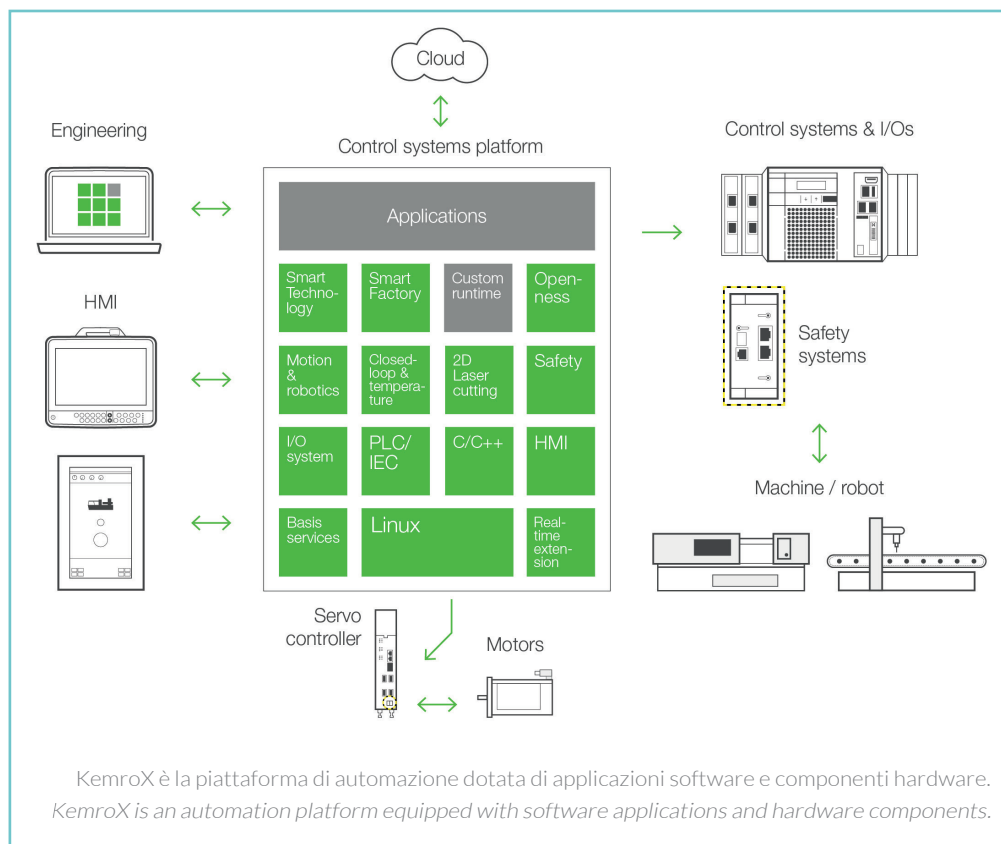 Cloud
Engineering
Control systems platform
Control systems & I/Os
Applications
Smart
Techno-
logy
Smart
Factory
Custom
runtime
Open-
ness
HMI
Safety
systems
Motion
&
robotics
Closed-
loop &
tempera-
ture
2D
Laser
cutting
Safety
I/O
system
PLC/
IEC
C/C++
HMI
Machine / robot
Basis
services
Linux
Real-
time
exten-
sion
Servo
controller
Motors
KemroX è la piattaforma di automazione dotata di applicazioni software e componenti hardware.
KemroX is an automation platform equipped with software applications and hardware components.